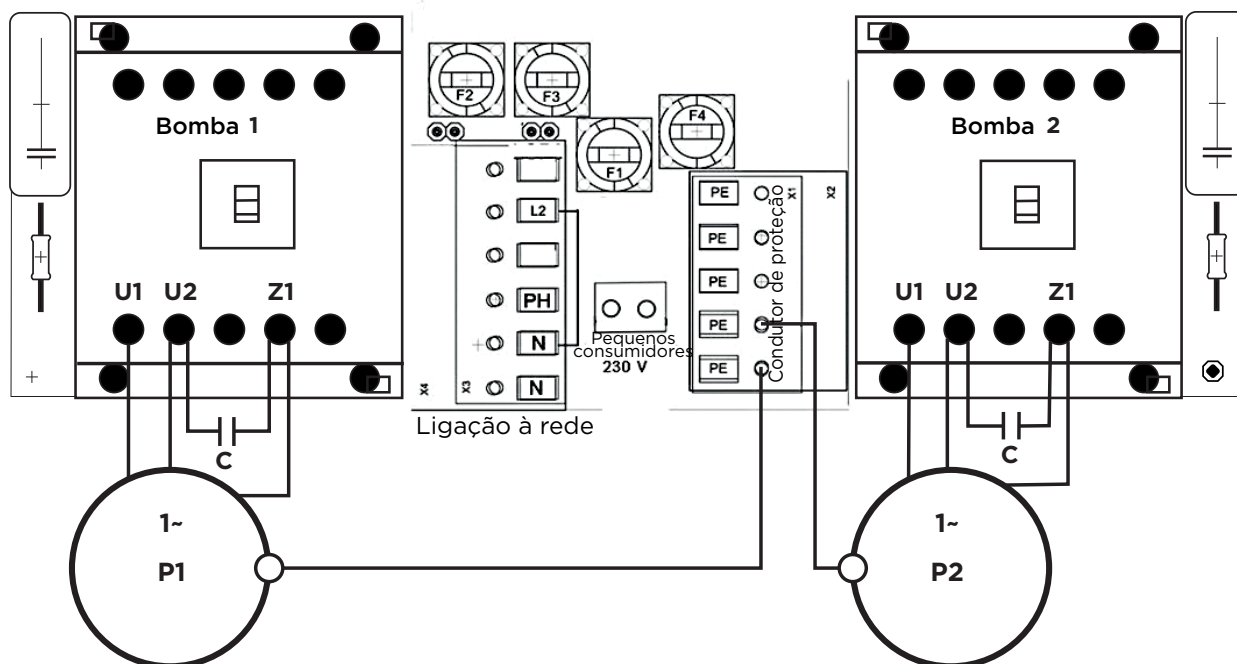 Bomba 1
U1 U2 Z1
C
1~
P1
F2
F3
F1
F4
L2
PH
N
N
X4
X3
Ligação à rede
Pequenos
consumidores
230 V
PE
PE
PE
PE
PE
X1
X2
Condutor de proteção
Bomba 2
U1 U2 Z1
C
1~
P2